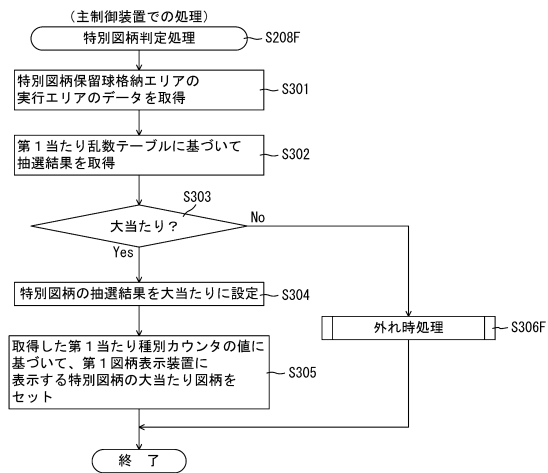 （主制御装置での処理）
特別図柄判定処理
S208F
特別図柄保留球格納エリアの
実行エリアのデータを取得
S301
第１当たり乱数テーブルに基づいて
抽選結果を取得
S302
S303
大当たり？
No
Yes
特別図柄の抽選結果を大当たりに設定
S304
外れ時処理
S306F
取得した第１当たり種別カウンタの値に
基づいて、第１図柄表示装置に
表示する特別図柄の大当たり図柄を
セット
S305
終 了